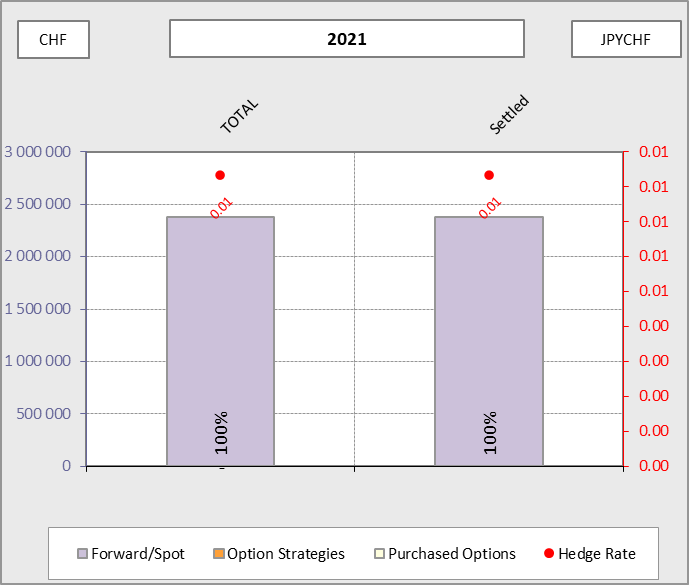 CHF
2021
JPYCHF
TOTAL
Settled
3 000 000
2 500 000
2 000 000
1 500 000
1 000 000
500 000
0
0.01
0.01
100%
100%
-
0.01
0.01
0.01
0.01
0.01
0.00
0.00
0.00
0.00
0.00
Forward/Spot
Option Strategies
Purchased Options
Hedge Rate